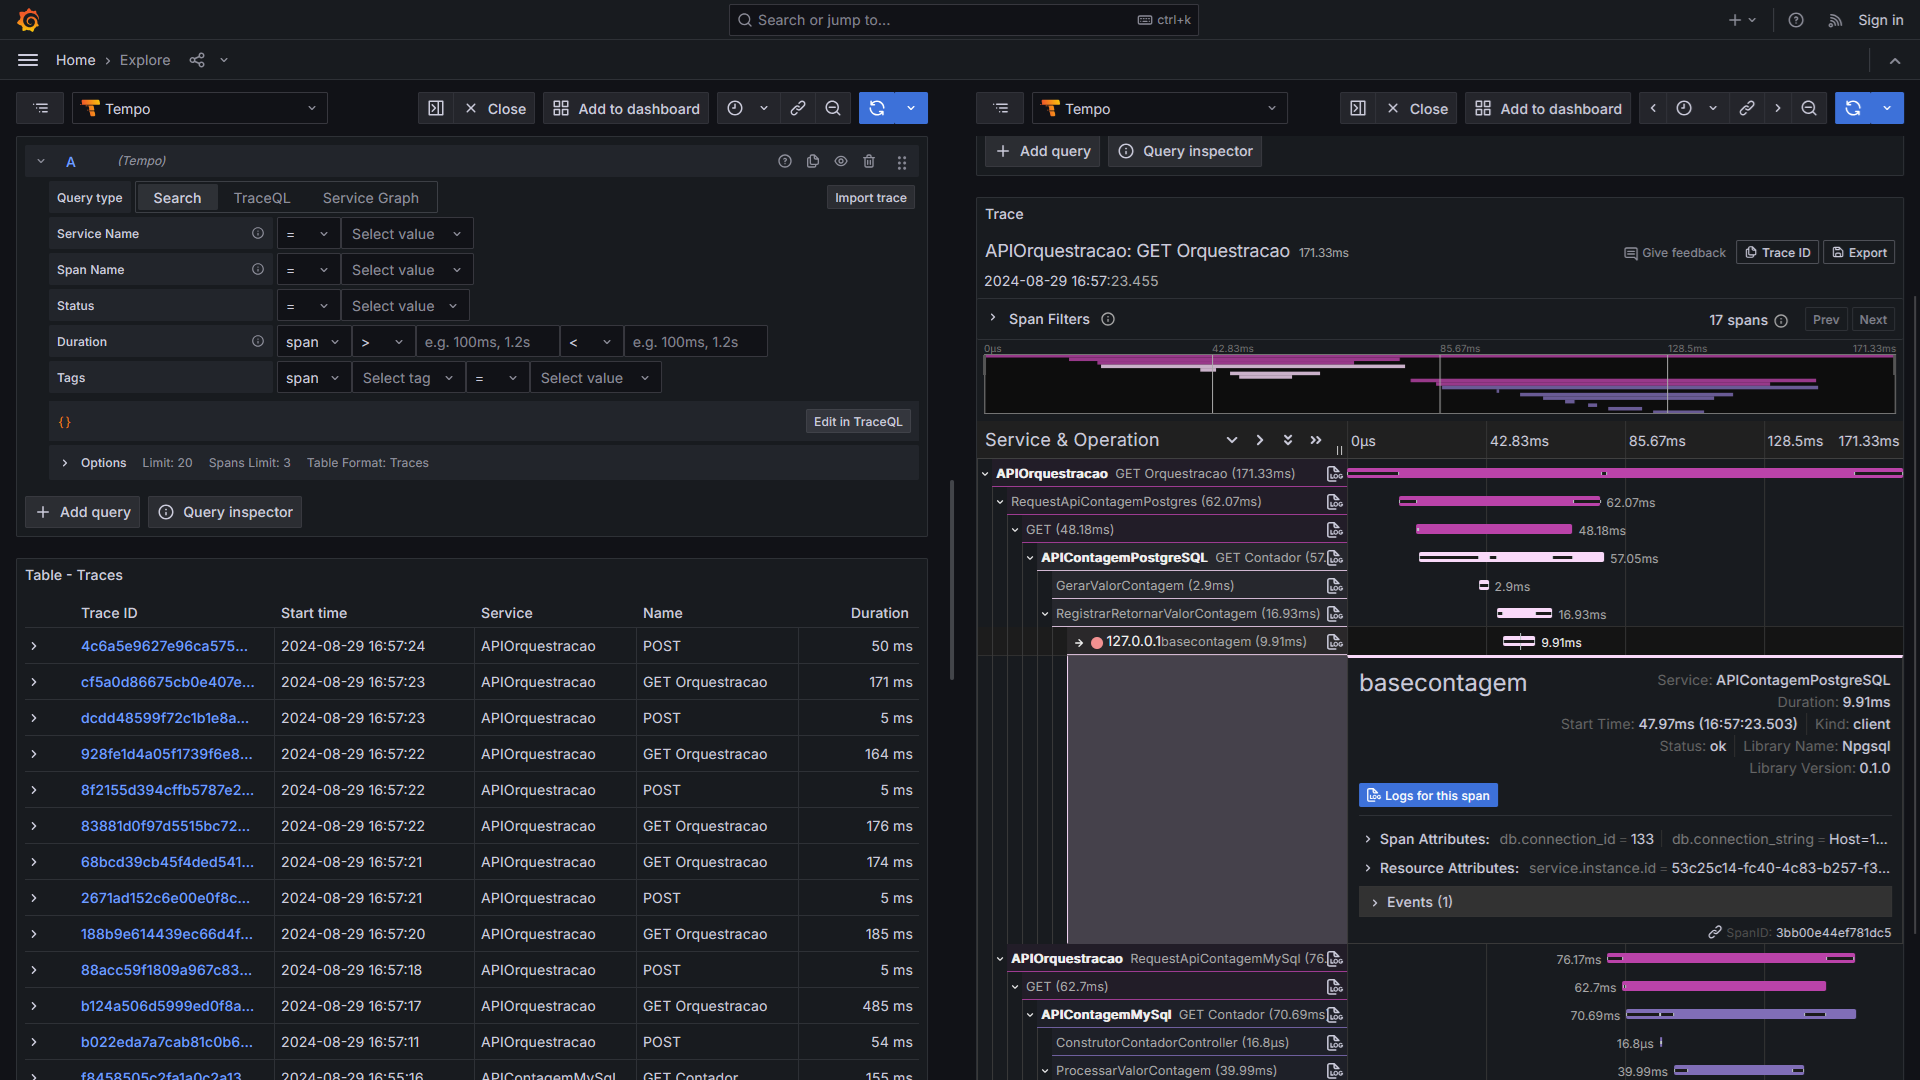 Search or jump to...
ctrl+k
Sign in
Home › Explore
Tempo
Close
Add to dashboard
A (Tempo)
Query type Search TraceQL Service Graph Import trace
Service Name = Select value
Span Name = Select value
Status = Select value
Duration span > e.g. 100ms, 1.2s < e.g. 100ms, 1.2s
Tags span Select tag = Select value
{} Edit in TraceQL
Options Limit: 20 Spans Limit: 3 Table Format: Traces
+ Add query Query inspector
Table - Traces
Trace ID Start time Service Name Duration
4c6a5e9627e96ca575... 2024-08-29 16:57:24 APIOrquestracao POST 50 ms
cf5a0d86675cb0e407e... 2024-08-29 16:57:23 APIOrquestracao GET Orquestracao 171 ms
dcdd48599f72c1b1e8a... 2024-08-29 16:57:23 APIOrquestracao POST 5 ms
928fe1d4a05f1739f6e8... 2024-08-29 16:57:22 APIOrquestracao GET Orquestracao 164 ms
8f2155d394cffb5787e2... 2024-08-29 16:57:22 APIOrquestracao POST 5 ms
83881d0f97d5515bc72... 2024-08-29 16:57:22 APIOrquestracao GET Orquestracao 176 ms
68bcd39cb45f4ded541... 2024-08-29 16:57:21 APIOrquestracao GET Orquestracao 174 ms
2671ad152c6e00e0f8c... 2024-08-29 16:57:21 APIOrquestracao POST 5 ms
188b9e614439ec66d4f... 2024-08-29 16:57:20 APIOrquestracao GET Orquestracao 185 ms
88acc59f1809a967c83... 2024-08-29 16:57:18 APIOrquestracao POST 5 ms
b124a506d5999ed0f8a... 2024-08-29 16:57:17 APIOrquestracao GET Orquestracao 485 ms
b022eda7a7cab81c0b6... 2024-08-29 16:57:11 APIOrquestracao POST 54 ms
f8458505c2fa1a0c2a13... 2024-08-29 16:55:16 APIContagemMySql GET Contador 155 ms
Tempo
Close
Add to dashboard
+ Add query Query inspector
Trace
APIOrquestracao: GET Orquestracao 171.33ms
Give feedback Trace ID Export
2024-08-29 16:57:23.455
Span Filters 17 spans Prev Next
0µs 42.83ms 85.67ms 128.5ms 171.33ms
Service & Operation 0µs 42.83ms 85.67ms 128.5ms 171.33ms
APIOrquestracao GET Orquestracao (171.33ms) LOG
RequestApiContagemPostgres (62.07ms) LOG 62.07ms
GET (48.18ms) LOG 48.18ms
APIContagemPostgreSQL GET Contador (57. LOG 57.05ms
GerarValorContagem (2.9ms) LOG 2.9ms
RegistrarRetornarValorContagem (16.93ms) LOG 16.93ms
127.0.0.1basecontagem (9.91ms) LOG 9.91ms
basecontagem
Service: APIContagemPostgreSQL
Duration: 9.91ms
Start Time: 47.97ms (16:57:23.503) Kind: client
Status: ok Library Name: Npgsql
Library Version: 0.1.0
LOG Logs for this span
Span Attributes: db.connection_id = 133 db.connection_string = Host=1...
Resource Attributes: service.instance.id = 53c25c14-fc40-4c83-b257-f3...
Events (1)
SpanID: 3bb00e44ef781dc5
APIOrquestracao RequestApiContagemMySql (76. LOG 76.17ms
GET (62.7ms) LOG 62.7ms
APIContagemMySql GET Contador (70.69ms LOG 70.69ms
ConstrutorContadorController (16.8µs) LOG 16.8µs
ProcessarValorContagem (39.99ms) LOG 39.99ms